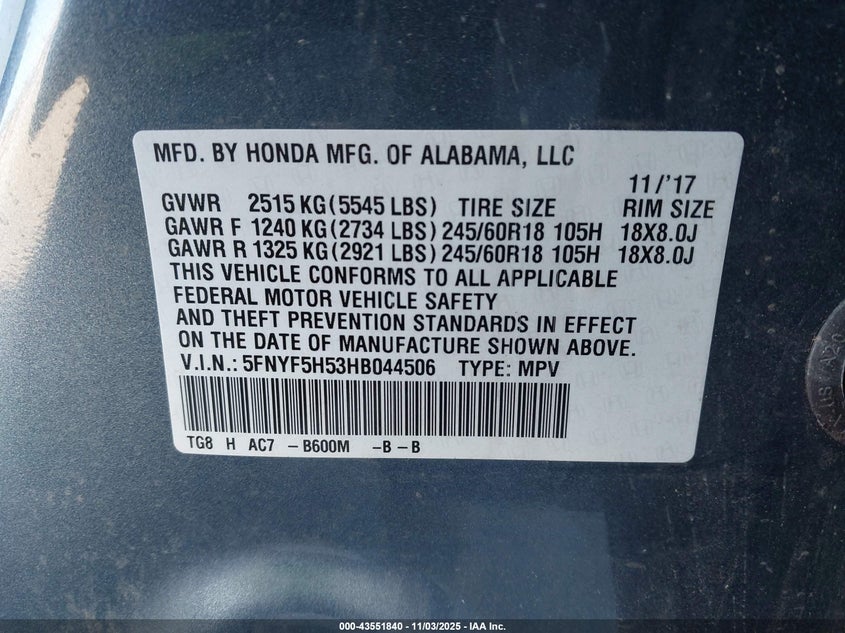 MFD. BY HONDA MFG. OF ALABAMA, LLC
11/'17
GVWR 2515 KG (5545 LBS) TIRE SIZE RIM SIZE
GAWR F 1240 KG (2734 LBS) 245/60R18 105H 18X8.0J
GAWR R 1325 KG (2921 LBS) 245/60R18 105H 18X8.0J
THIS VEHICLE CONFORMS TO ALL APPLICABLE
FEDERAL MOTOR VEHICLE SAFETY
AND THEFT PREVENTION STANDARDS IN EFFECT
ON THE DATE OF MANUFACTURE SHOWN ABOVE.
V.I.N.: 5FNYF5H53HB044506 TYPE: MPV
TG8 H AC7 – B600M –B – B
000-43551840 - 11/03/2025 - IAA Inc.